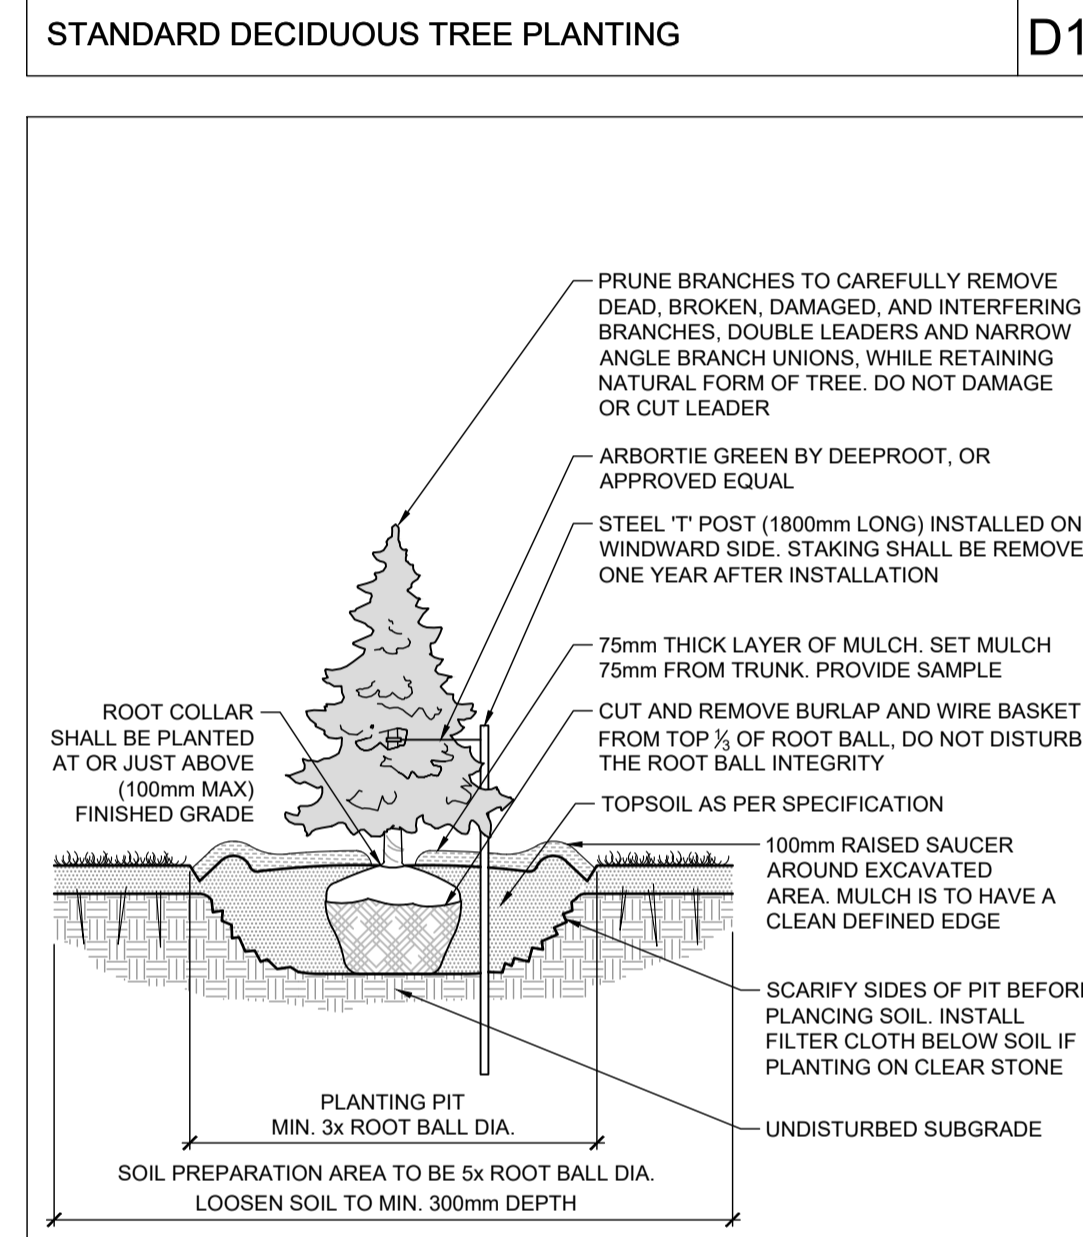 STANDARD DECIDUOUS TREE PLANTING
D1
PRUNE BRANCHES TO CAREFULLY REMOVE
DEAD, BROKEN, DAMAGED, AND INTERFERING
BRANCHES, DOUBLE LEADERS AND NARROW
ANGLE BRANCH UNIONS, WHILE RETAINING
NATURAL FORM OF TREE. DO NOT DAMAGE
OR CUT LEADER
ARBORTIE GREEN BY DEEPROOT, OR
APPROVED EQUAL
STEEL 'T' POST (1800mm LONG) INSTALLED ON
WINDWARD SIDE. STAKING SHALL BE REMOVE
ONE YEAR AFTER INSTALLATION
75mm THICK LAYER OF MULCH. SET MULCH
75mm FROM TRUNK. PROVIDE SAMPLE
CUT AND REMOVE BURLAP AND WIRE BASKET
FROM TOP ⅓ OF ROOT BALL, DO NOT DISTURB
THE ROOT BALL INTEGRITY
ROOT COLLAR
SHALL BE PLANTED
AT OR JUST ABOVE
(100mm MAX)
FINISHED GRADE
TOPSOIL AS PER SPECIFICATION
100mm RAISED SAUCER
AROUND EXCAVATED
AREA. MULCH IS TO HAVE A
CLEAN DEFINED EDGE
SCARIFY SIDES OF PIT BEFOR
PLANCING SOIL. INSTALL
FILTER CLOTH BELOW SOIL IF
PLANTING ON CLEAR STONE
UNDISTURBED SUBGRADE
PLANTING PIT
MIN. 3x ROOT BALL DIA.
SOIL PREPARATION AREA TO BE 5x ROOT BALL DIA.
LOOSEN SOIL TO MIN. 300mm DEPTH